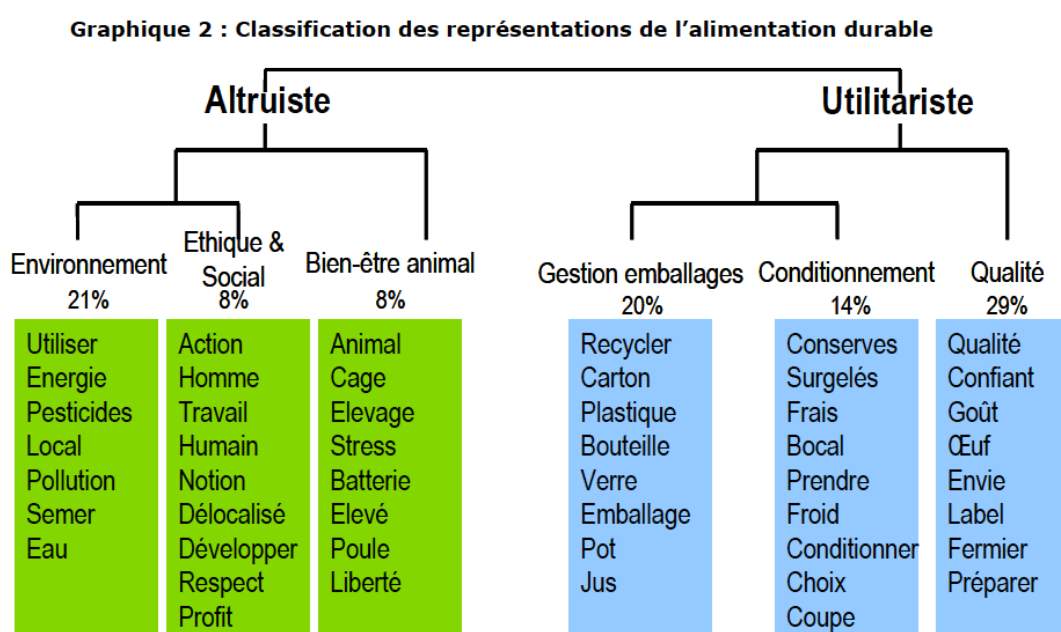 Graphique 2 : Classification des représentations de l’alimentation durable
Altruiste
Utilitariste
Environnement
21%
Ethique &
Social
8%
Bien-être animal
8%
Gestion emballages
20%
Conditionnement
14%
Qualité
29%
Utiliser
Energie
Pesticides
Local
Pollution
Semer
Eau
Action
Homme
Travail
Humain
Notion
Délocalisé
Développer
Respect
Profit
Animal
Cage
Elevage
Stress
Batterie
Elevé
Poule
Liberté
Recycler
Carton
Plastique
Bouteille
Verre
Emballage
Pot
Jus
Conserves
Surgelés
Frais
Bocal
Prendre
Froid
Conditionner
Choix
Coupe
Qualité
Confiant
Goût
Œuf
Envie
Label
Fermier
Préparer